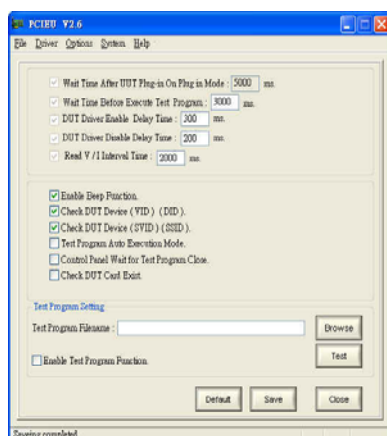 PCIEU V2.6
File Driver Options System Help
Wait Time After UUT Plug-in On Plug in Mode : 5000 ms.
Wait Time Before Execute Test Program : 3000 ms.
DUT Driver Enable Delay Time : 300 ms.
DUT Driver Disable Delay Time : 200 ms.
Read V / I Interval Time : 2000 ms.
Enable Beep Function.
Check DUT Device ( VID ) ( DID ).
Check DUT Device ( SVID ) ( SSID ).
Test Program Auto Execution Mode.
Control Panel Wait for Test Program Close.
Check DUT Card Exist.
Test Program Zetting
Test Program Filename : Browse
Enable Test Program Function. Test
Default Save Close
Saveing completed